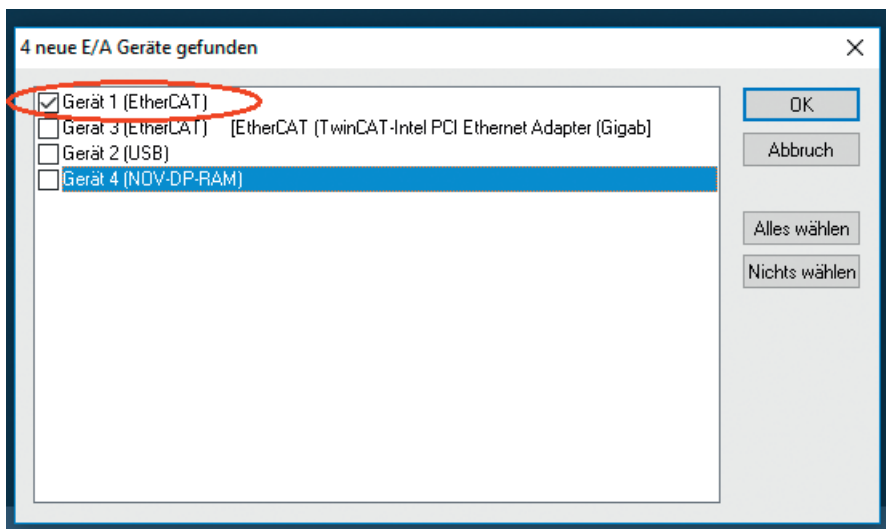 4 neue E/A Geräte gefunden
Gerät 1 (EtherCAT)
Gerät 3 (EtherCAT) [EtherCAT (TwinCAT-Intel PCI Ethernet Adapter (Gigab]
Gerät 2 (USB)
Gerät 4 (NOV-DP-RAM)
OK
Abbruch
Alles wählen
Nichts wählen